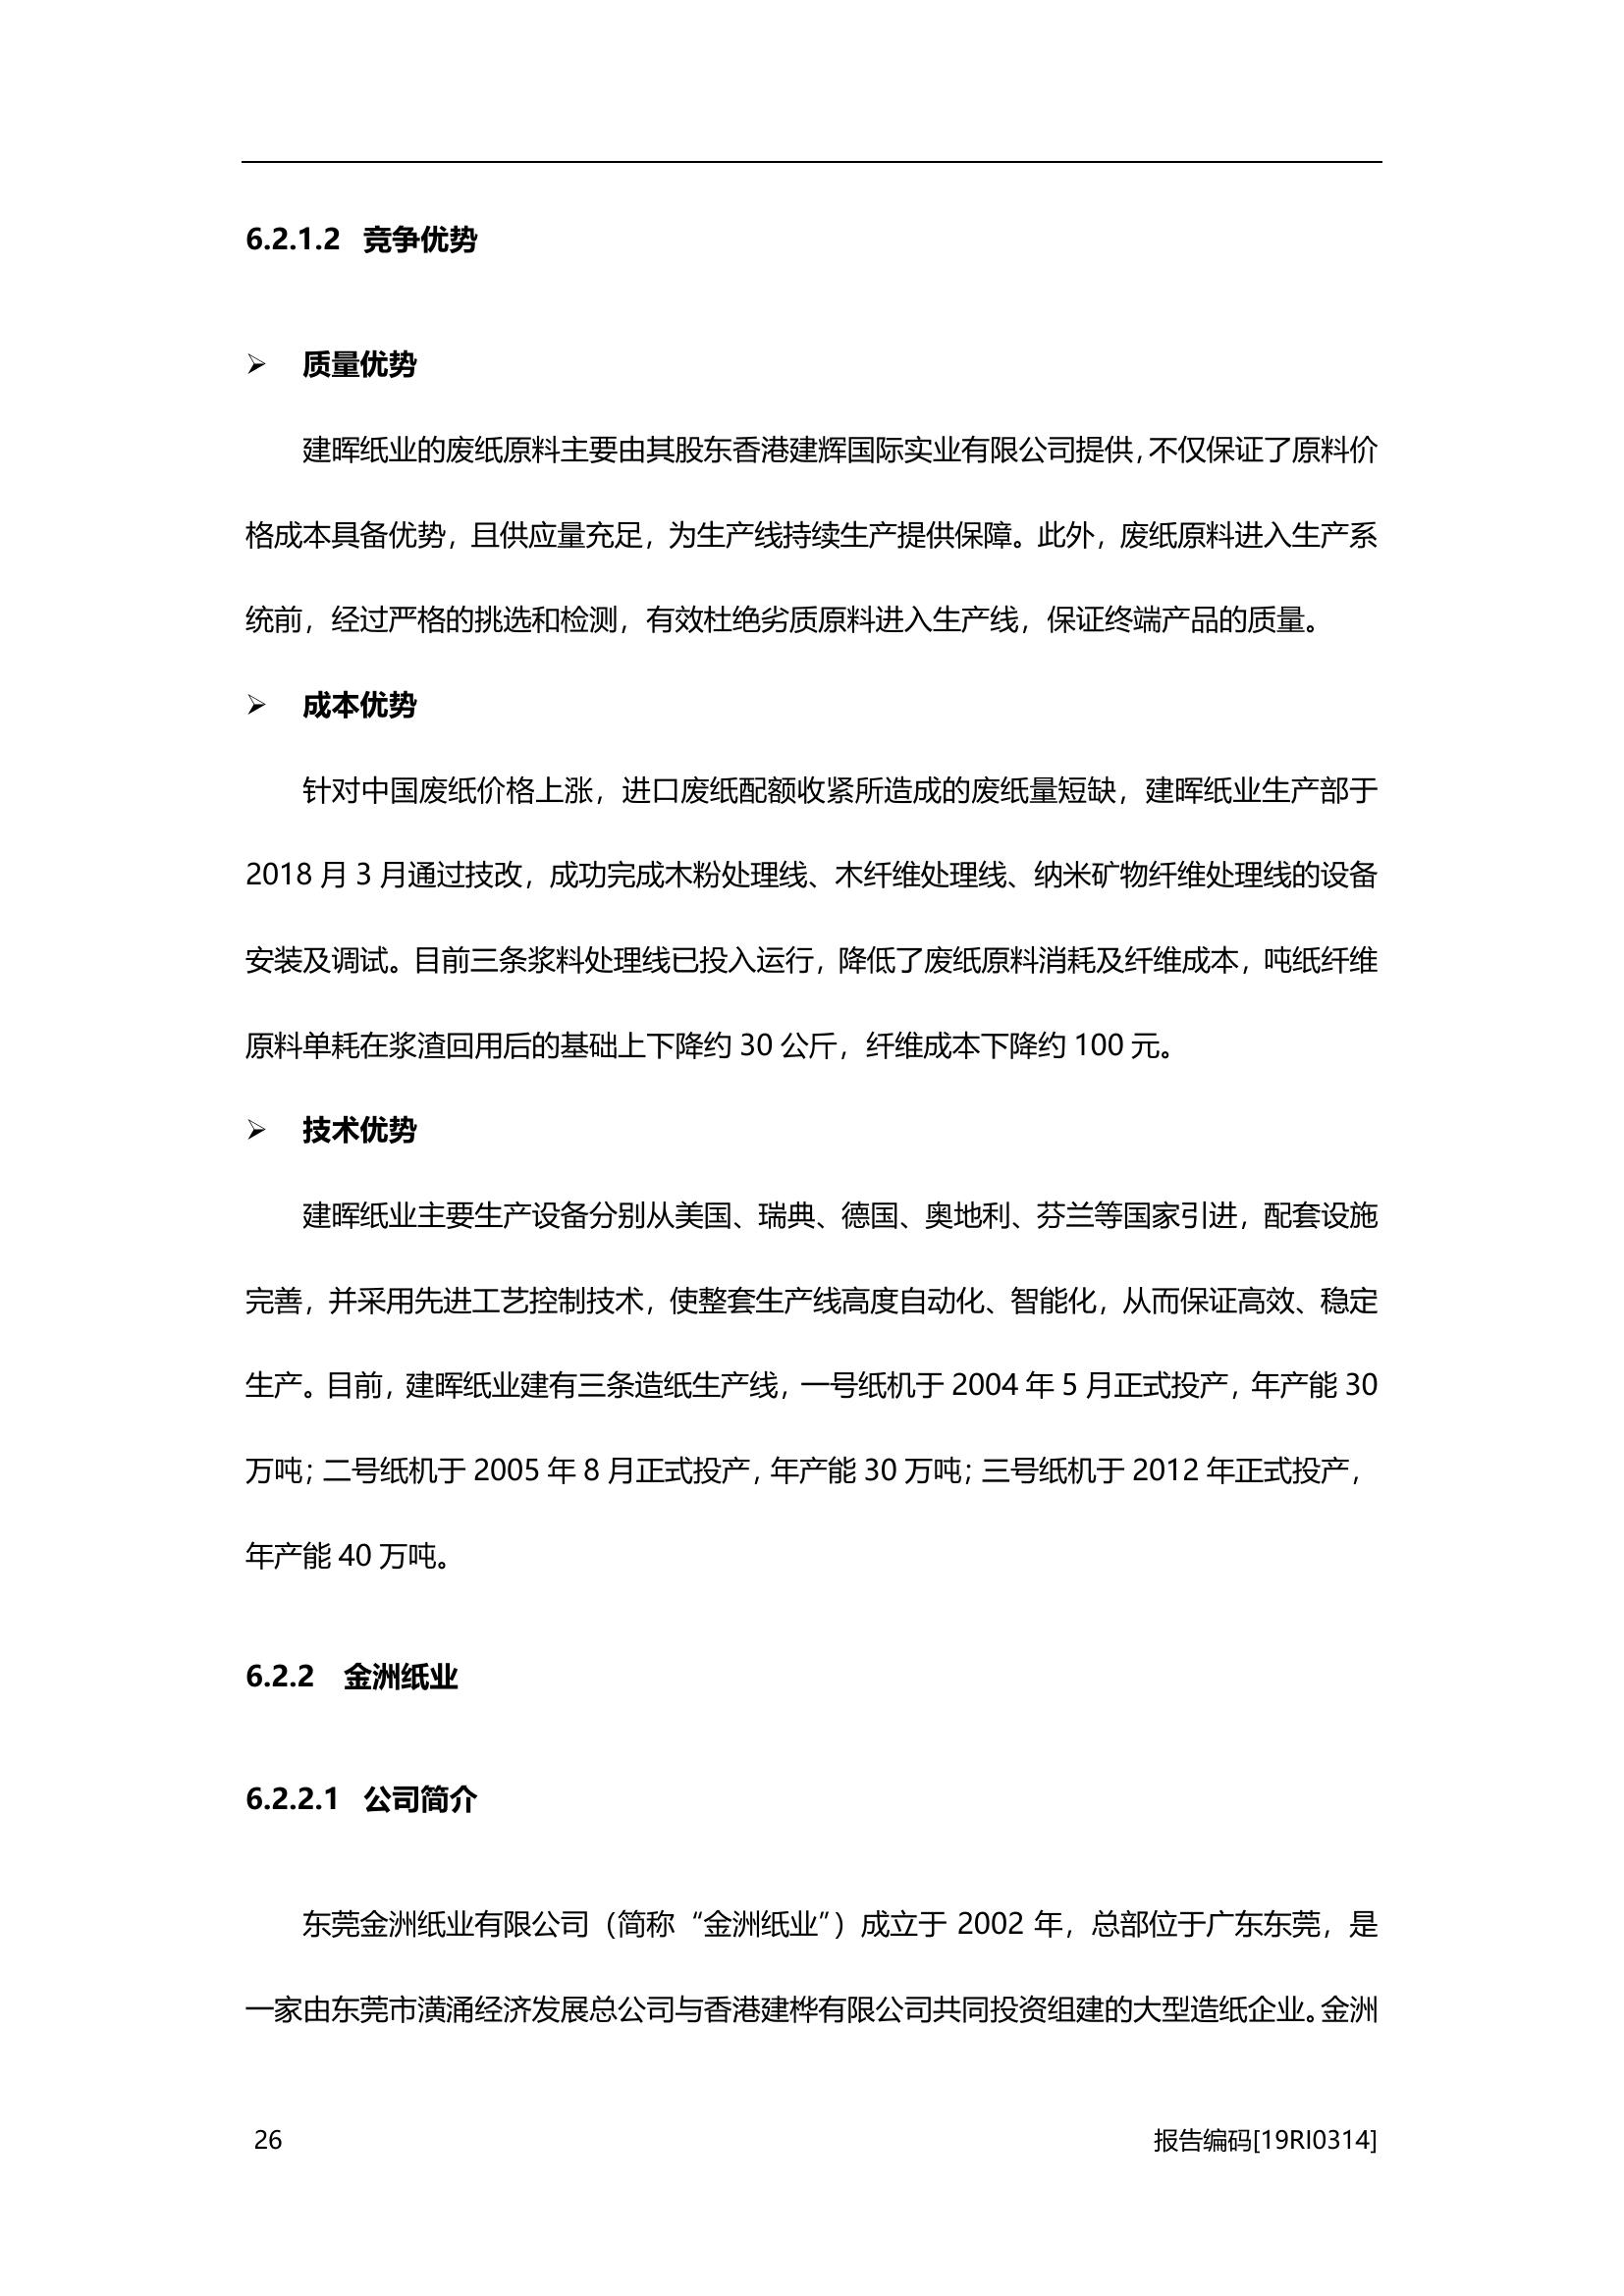 6.2.1.2 竞争优势
➢ 质量优势
建晖纸业的废纸原料主要由其股东香港建辉国际实业有限公司提供，不仅保证了原料价
格成本具备优势，且供应量充足，为生产线持续生产提供保障。此外，废纸原料进入生产系
统前，经过严格的挑选和检测，有效杜绝劣质原料进入生产线，保证终端产品的质量。
➢ 成本优势
针对中国废纸价格上涨，进口废纸配额收紧所造成的废纸量短缺，建晖纸业生产部于
2018 月 3 月通过技改，成功完成木粉处理线、木纤维处理线、纳米矿物纤维处理线的设备
安装及调试。目前三条浆料处理线已投入运行，降低了废纸原料消耗及纤维成本，吨纸纤维
原料单耗在浆渣回用后的基础上下降约 30 公斤，纤维成本下降约 100 元。
➢ 技术优势
建晖纸业主要生产设备分别从美国、瑞典、德国、奥地利、芬兰等国家引进，配套设施
完善，并采用先进工艺控制技术，使整套生产线高度自动化、智能化，从而保证高效、稳定
生产。目前，建晖纸业建有三条造纸生产线，一号纸机于 2004 年 5 月正式投产，年产能 30
万吨；二号纸机于 2005 年 8 月正式投产，年产能 30 万吨；三号纸机于 2012 年正式投产，
年产能 40 万吨。
6.2.2 金洲纸业
6.2.2.1 公司简介
东莞金洲纸业有限公司（简称“金洲纸业”）成立于 2002 年，总部位于广东东莞，是
一家由东莞市潢涌经济发展总公司与香港建桦有限公司共同投资组建的大型造纸企业。金洲
26 报告编码[19RI0314]